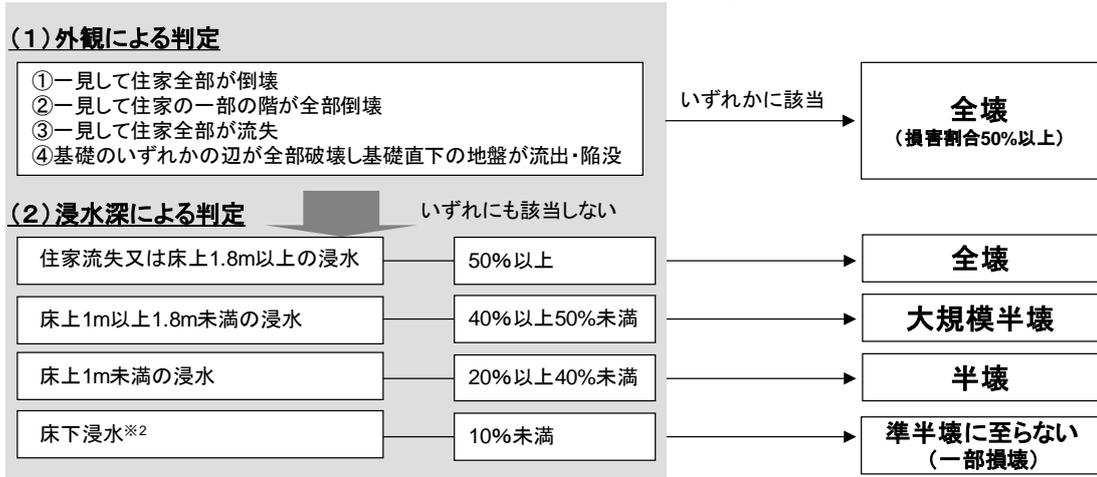 （１）外観による判定
①一見して住家全部が倒壊
②一見して住家の一部の階が全部倒壊
③一見して住家全部が流失
④基礎のいずれかの辺が全部破壊し基礎直下の地盤が流出・陥没
いずれかに該当
全壊
（損害割合50%以上）
（２）浸水深による判定
いずれにも該当しない
住家流失又は床上1.8m以上の浸水
50%以上
全壊
床上1m以上1.8m未満の浸水
40%以上50%未満
大規模半壊
床上1m未満の浸水
20%以上40%未満
半壊
床下浸水※2
10%未満
準半壊に至らない
（一部損壊）